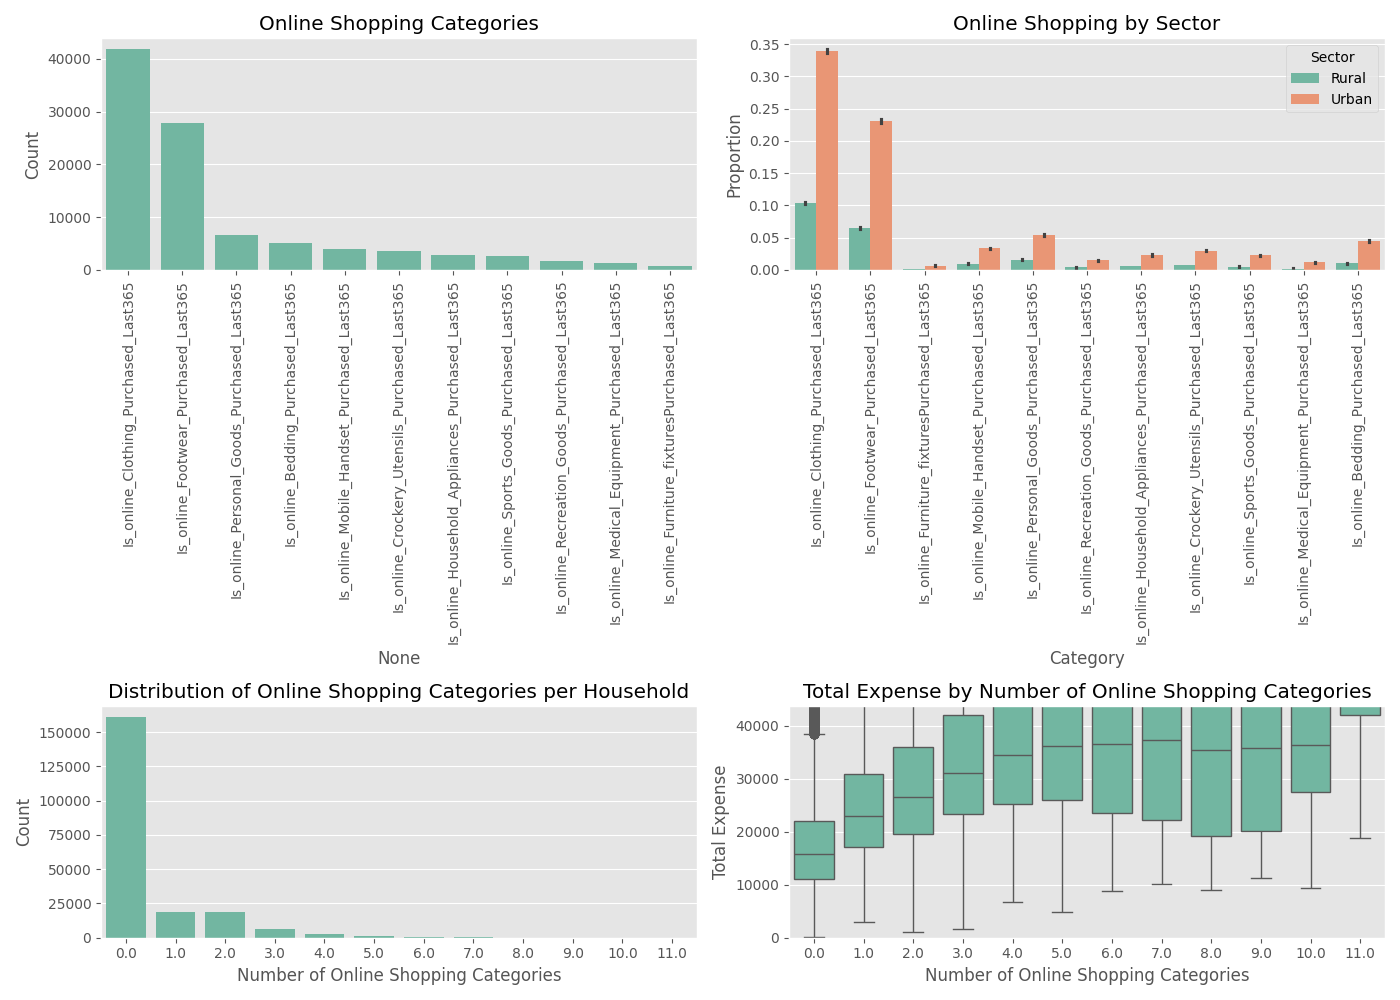 Online Shopping Categories
Count
40000
30000
20000
10000
0
Is_online_Clothing_Purchased_Last365
Is_online_Footwear_Purchased_Last365
Is_online_Personal_Goods_Purchased_Last365
Is_online_Bedding_Purchased_Last365
Is_online_Mobile_Handset_Purchased_Last365
Is_online_Crockery_Utensils_Purchased_Last365
Is_online_Household_Appliances_Purchased_Last365
Is_online_Sports_Goods_Purchased_Last365
Is_online_Recreation_Goods_Purchased_Last365
Is_online_Medical_Equipment_Purchased_Last365
Is_online_Furniture_fixturesPurchased_Last365
None
Online Shopping by Sector
Proportion
0.35
0.30
0.25
0.20
0.15
0.10
0.05
0.00
Sector
Rural
Urban
Is_online_Clothing_Purchased_Last365
Is_online_Footwear_Purchased_Last365
Is_online_Furniture_fixturesPurchased_Last365
Is_online_Mobile_Handset_Purchased_Last365
Is_online_Personal_Goods_Purchased_Last365
Is_online_Recreation_Goods_Purchased_Last365
Is_online_Household_Appliances_Purchased_Last365
Is_online_Crockery_Utensils_Purchased_Last365
Is_online_Sports_Goods_Purchased_Last365
Is_online_Medical_Equipment_Purchased_Last365
Is_online_Bedding_Purchased_Last365
Category
Distribution of Online Shopping Categories per Household
Count
150000
125000
100000
75000
50000
25000
0
0.0 1.0 2.0 3.0 4.0 5.0 6.0 7.0 8.0 9.0 10.0 11.0
Number of Online Shopping Categories
Total Expense by Number of Online Shopping Categories
Total Expense
40000
30000
20000
10000
0
0.0 1.0 2.0 3.0 4.0 5.0 6.0 7.0 8.0 9.0 10.0 11.0
Number of Online Shopping Categories